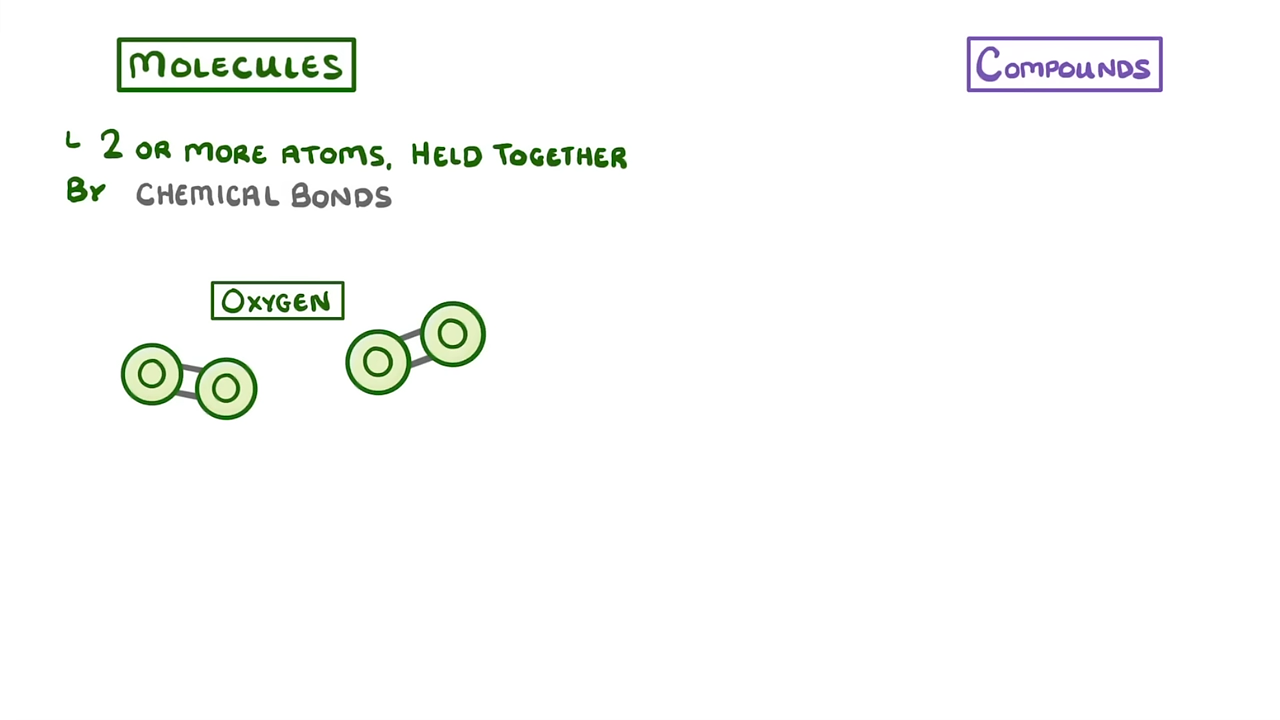 MOLECULES
COMPOUNDS
└ 2 OR MORE ATOMS, HELD TOGETHER
BY CHEMICAL BONDS
OXYGEN
O O
O O